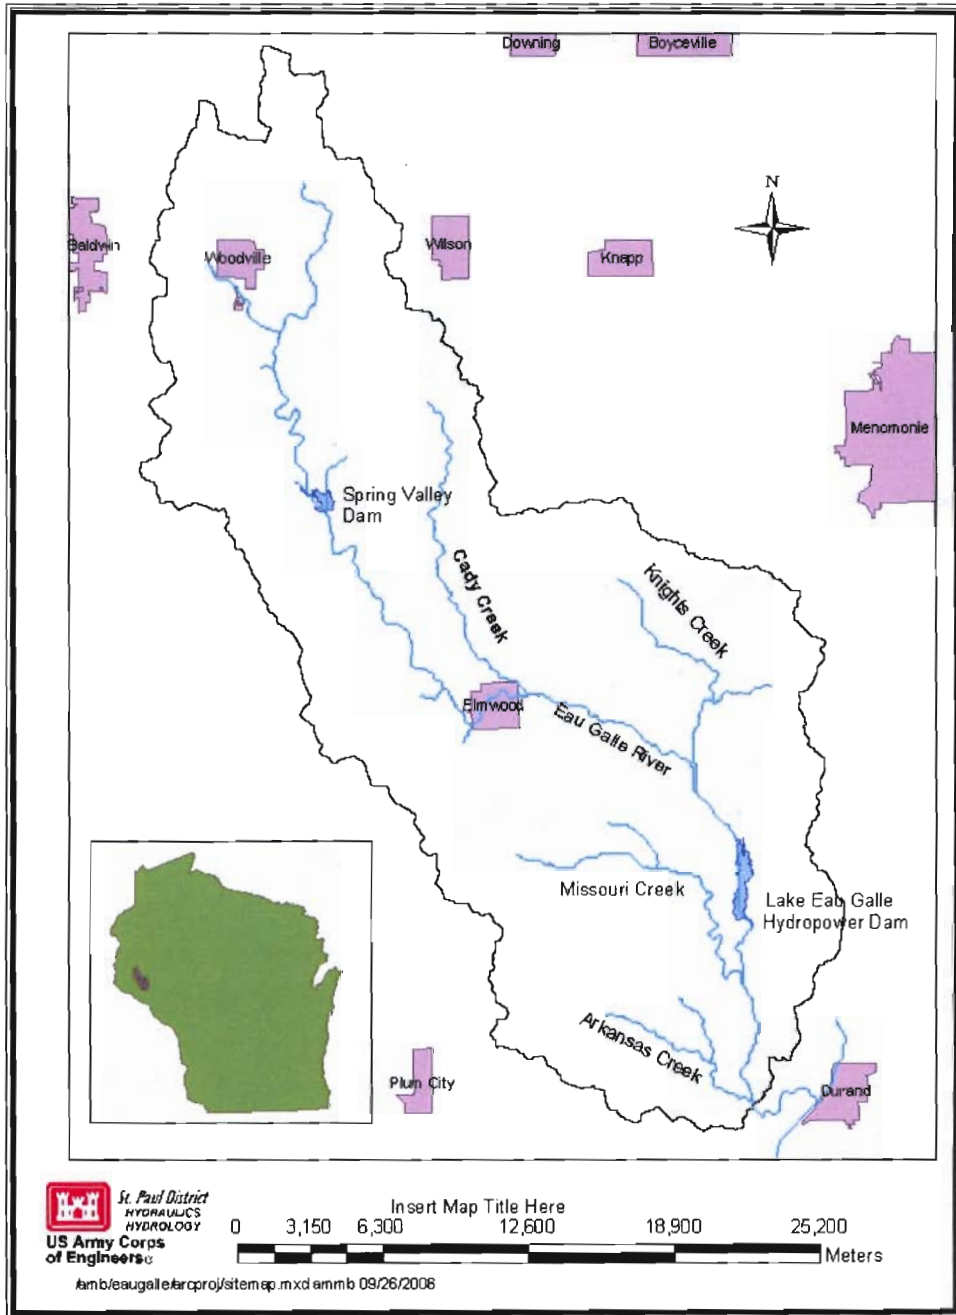 Downing
Boyceville
N
Baldwin
Woodville
Wilson
Knapp
Menomonie
Spring Valley
Dam
Cady Creek
Knights Creek
Elmwood
Eau Galle River
Missouri Creek
Lake Eau Galle
Hydropower Dam
Arkansas Creek
Plum City
Durand
St. Paul District
HYDRAULICS
HYDROLOGY
US Army Corps
of Engineers®
Insert Map Title Here
0 3,150 6,300 12,600 18,900 25,200
Meters
/amb/eaugalle/arcproj/sitemap.mxd ammb 09/26/2006